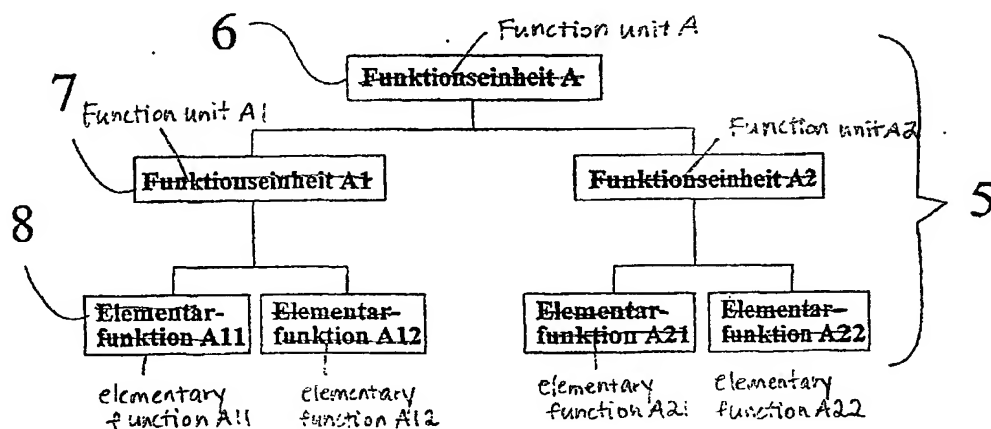 6
Function unit A
Funktionseinheit A
7
Function unit A1
Function unit A2
Funktionseinheit A1
Funktionseinheit A2
5
8
Elementar-
funktion A11
Elementar-
funktion A12
Elementar-
funktion A21
Elementar-
funktion A22
elementary
function A11
elementary
function A12
elementary
function A21
elementary
function A22